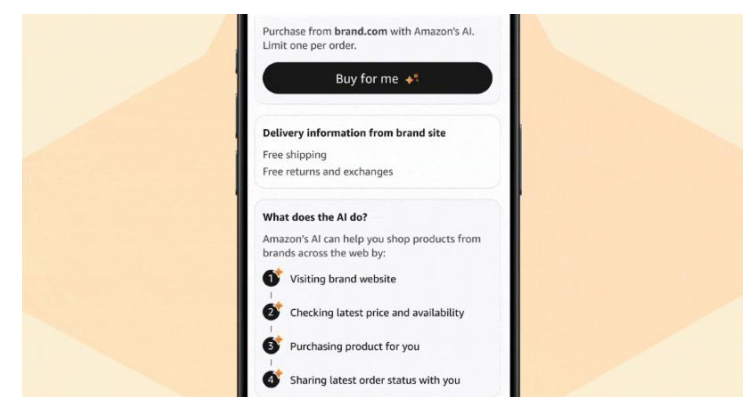 Purchase from brand.com with Amazon's AI.
Limit one per order.
Buy for me
Delivery information from brand site
Free shipping
Free returns and exchanges
What does the AI do?
Amazon's AI can help you shop products from
brands across the web by:
1 Visiting brand website
2 Checking latest price and availability
3 Purchasing product for you
4 Sharing latest order status with you